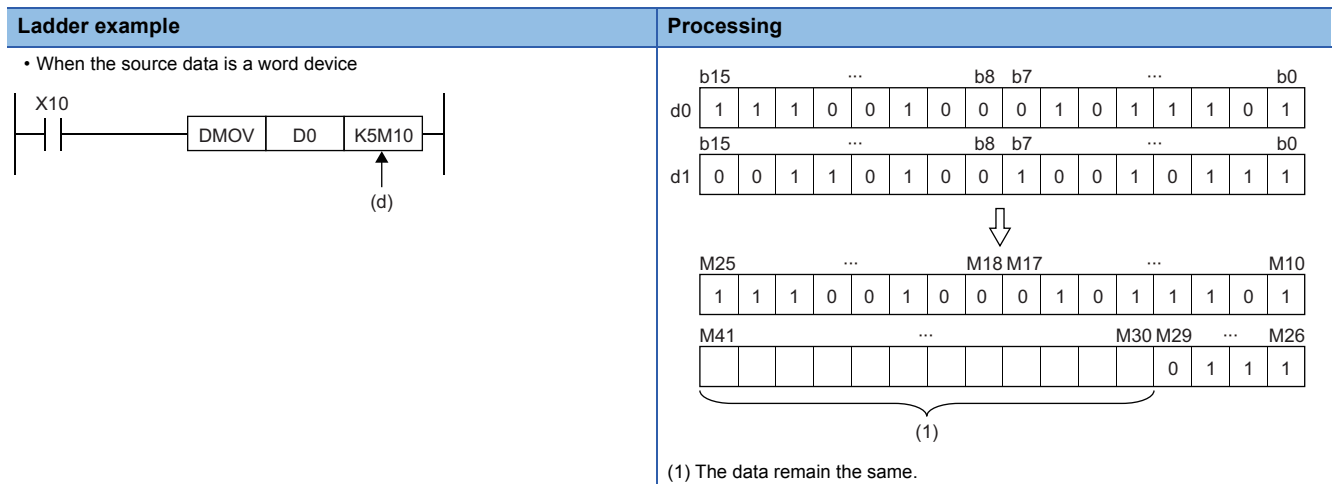 Ladder example
• When the source data is a word device
X10
DMOV D0 K5M10
(d)
Processing
b15 ... b8 b7 ... b0
d0 1 1 1 0 0 1 0 0 0 1 0 1 1 1 0 1
b15 ... b8 b7 ... b0
d1 0 0 1 1 0 1 0 0 1 0 0 1 0 1 1 1
M25 ... M18 M17 ... M10
1 1 1 0 0 1 0 0 0 1 0 1 1 1 0 1
M41 ... M30 M29 ... M26
0 1 1 1
(1)
(1) The data remain the same.